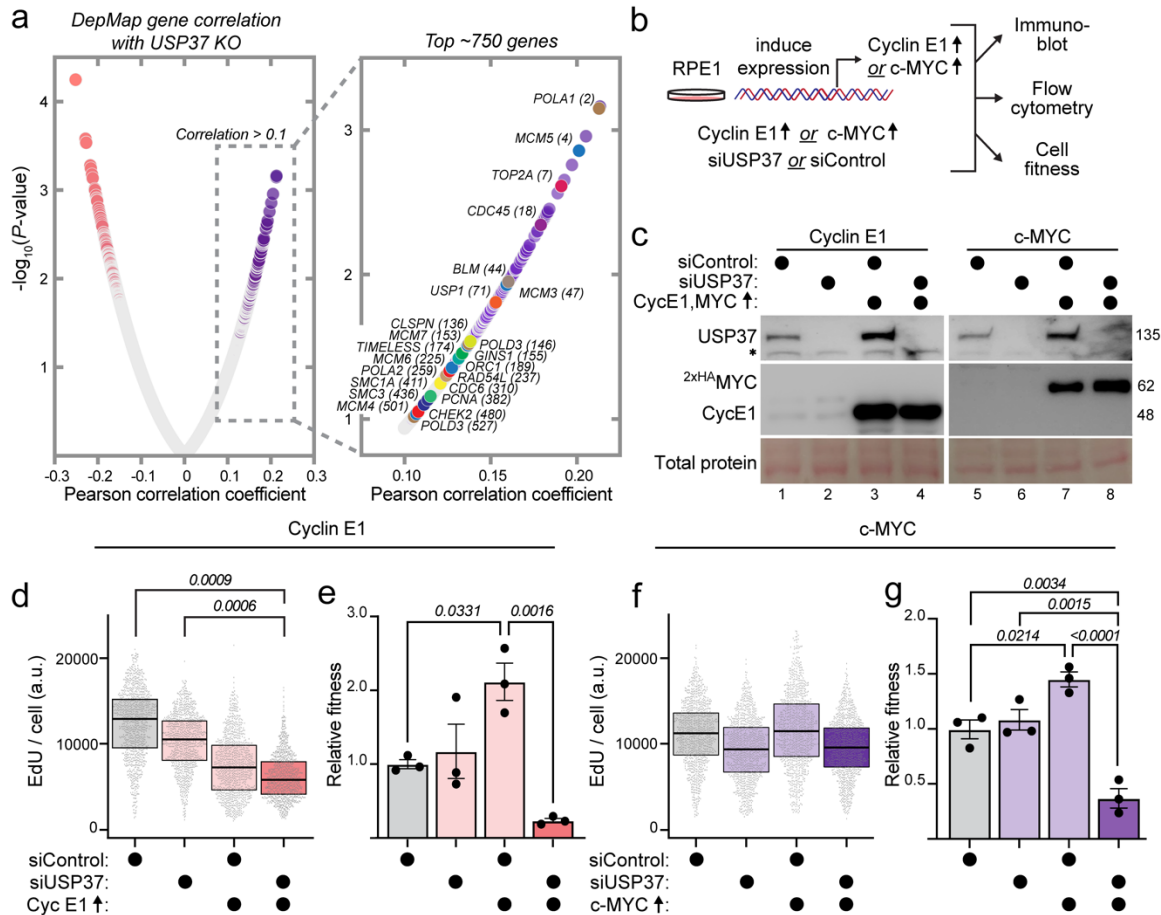 a
DepMap gene correlation
with USP37 KO
Top ~750 genes
-log10(P-value)
4
3
2
1
Correlation > 0.1
-0.3 -0.2 -0.1 0 0.1 0.2 0.3
Pearson correlation coefficient
3
2
1
POLA1 (2)
MCM5 (4)
TOP2A (7)
CDC45 (18)
BLM (44)
MCM3 (47)
USP1 (71)
CLSPN (136)
POLD3 (146)
MCM7 (153)
GINS1 (155)
TIMELESS (174)
ORC1 (189)
MCM6 (225)
RAD54L (237)
POLA2 (259)
CDC6 (310)
SMC1A (411)
PCNA (382)
SMC3 (436)
CHEK2 (480)
MCM4 (501)
POLD3 (527)
0.10 0.15 0.20
Pearson correlation coefficient
b
RPE1
induce
expression
Cyclin E1↑
or c-MYC↑
Cyclin E1↑ or c-MYC↑
siUSP37 or siControl
Immuno-
blot
Flow
cytometry
Cell
fitness
c
Cyclin E1
c-MYC
siControl:
siUSP37:
CycE1,MYC ↑:
USP37
135
*
2xHAMYC
62
CycE1
48
Total protein
1 2 3 4 5 6 7 8
Cyclin E1
c-MYC
d
0.0009
0.0006
EdU / cell (a.u.)
20000
10000
0
siControl:
siUSP37:
Cyc E1 ↑:
e
0.0331
0.0016
Relative fitness
3.0
2.0
1.0
0
f
EdU / cell (a.u.)
20000
10000
0
siControl:
siUSP37:
c-MYC ↑:
g
0.0034
0.0015
0.0214
<0.0001
Relative fitness
2.0
1.5
1.0
0.5